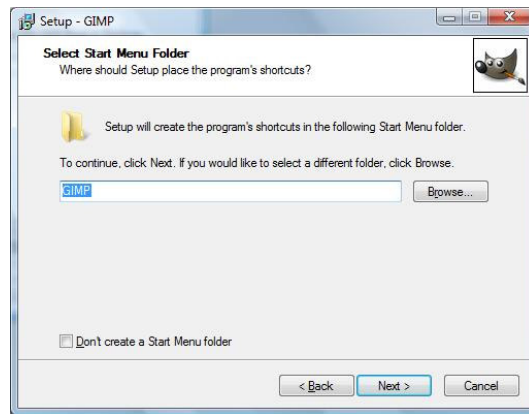 Setup - GIMP
Select Start Menu Folder
Where should Setup place the program's shortcuts?
Setup will create the program's shortcuts in the following Start Menu folder.
To continue, click Next. If you would like to select a different folder, click Browse.
GIMP
Browse...
Don't create a Start Menu folder
< Back
Next >
Cancel